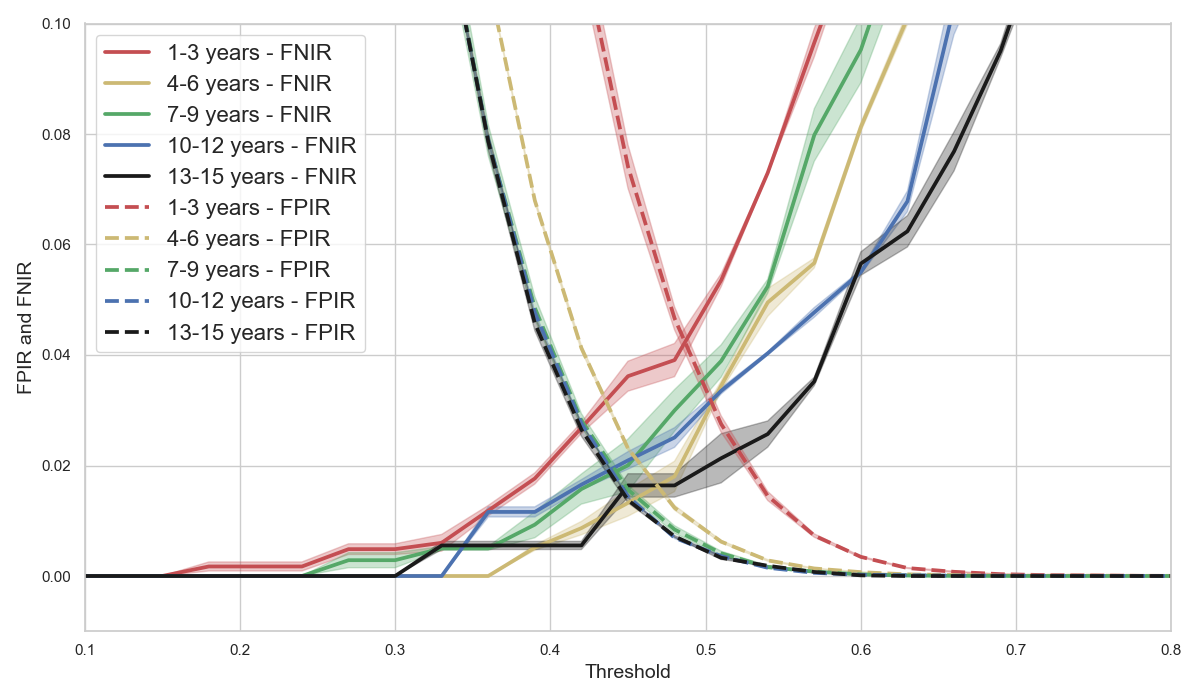 0.10
0.08
0.06
0.04
0.02
0.00
FPIR and FNIR
1-3 years - FNIR
4-6 years - FNIR
7-9 years - FNIR
10-12 years - FNIR
13-15 years - FNIR
1-3 years - FPIR
4-6 years - FPIR
7-9 years - FPIR
10-12 years - FPIR
13-15 years - FPIR
0.1 0.2 0.3 0.4 0.5 0.6 0.7 0.8
Threshold